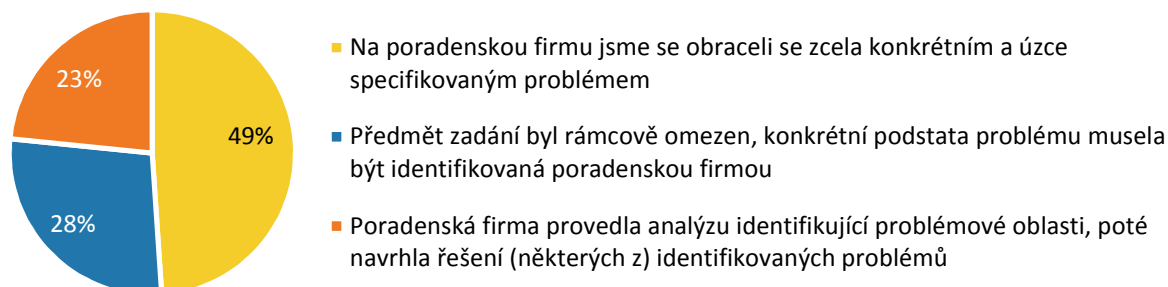 23%
49%
28%
Na poradenskou firmu jsme se obraceli se zcela konkrétním a úzce
specifikovaným problémem
Předmět zadání byl rámcově omezen, konkrétní podstata problému musela
být identifikovaná poradenskou firmou
Poradenská firma provedla analýzu identifikující problémové oblasti, poté
navrhla řešení (některých z) identifikovaných problémů